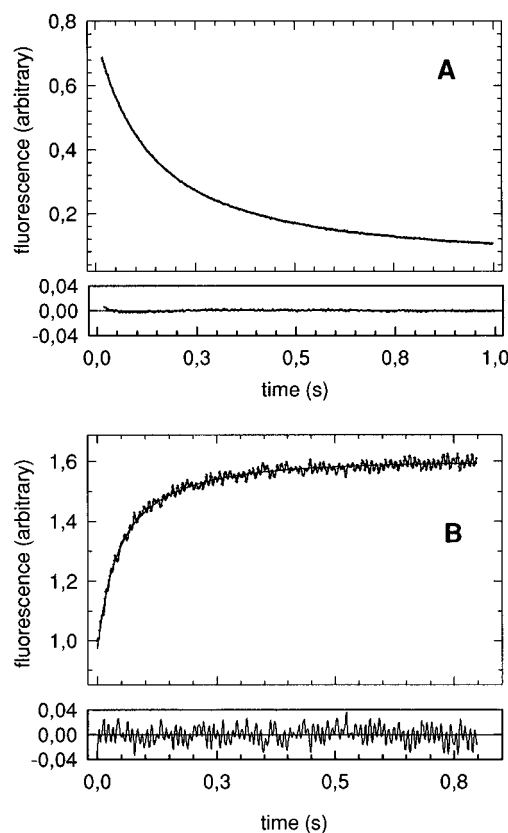 0,8
A
0,6
0,4
0,2
fluorescence (arbitrary)
0,04
0,00
-0,04
0,0 0,3 0,5 0,8 1,0
time (s)
1,6
1,4
B
1,2
1,0
fluorescence (arbitrary)
0,04
0,00
-0,04
0,0 0,3 0,5 0,8
time (s)